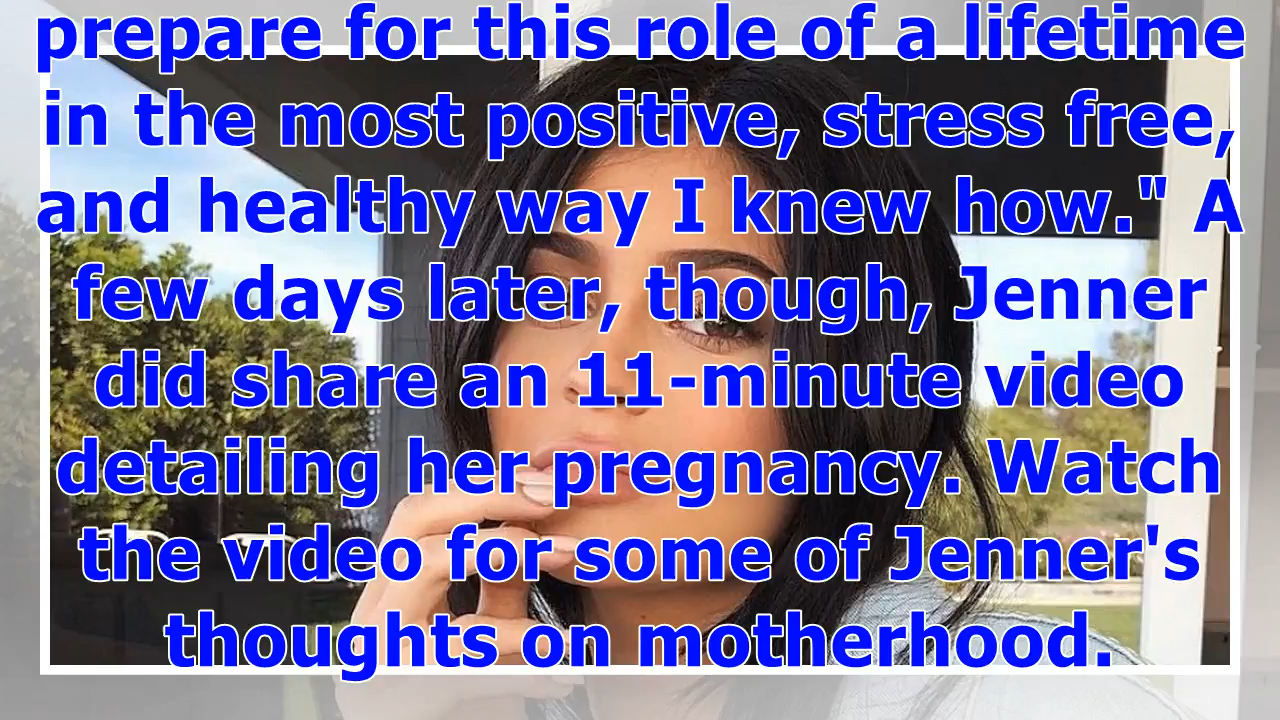 prepare for this role of a lifetime
in the most positive, stress free,
and healthy way I knew how." A
few days later, though, Jenner
did share an 11-minute video
detailing her pregnancy. Watch
the video for some of Jenner's
thoughts on motherhood.